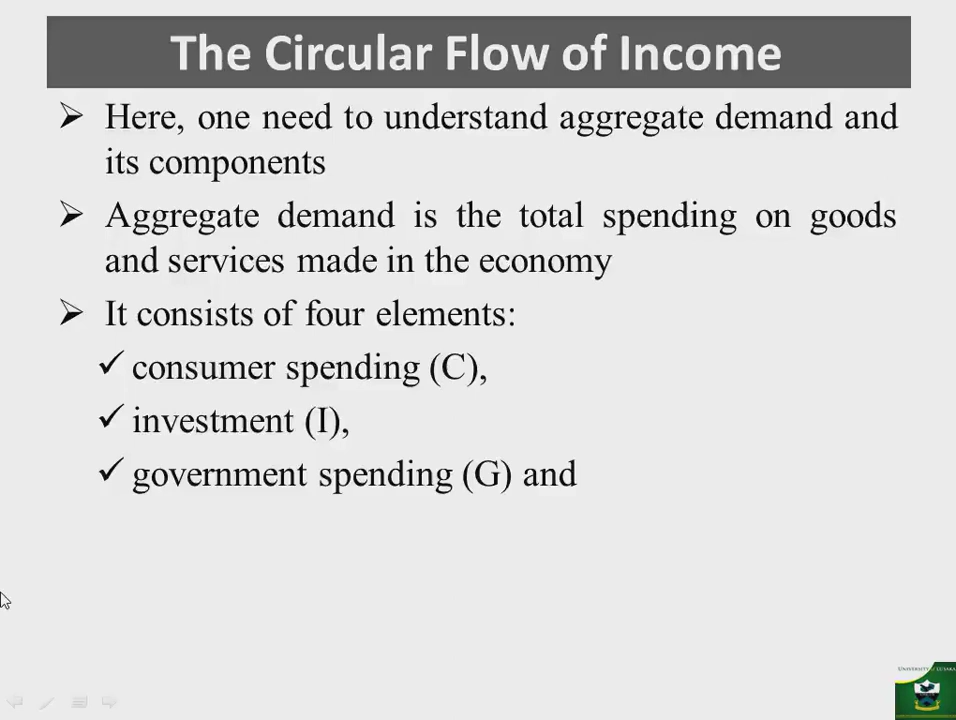 The Circular Flow of Income
Here, one need to understand aggregate demand and
its components
Aggregate demand is the total spending on goods
and services made in the economy
It consists of four elements:
consumer spending (C),
investment (I),
government spending (G) and